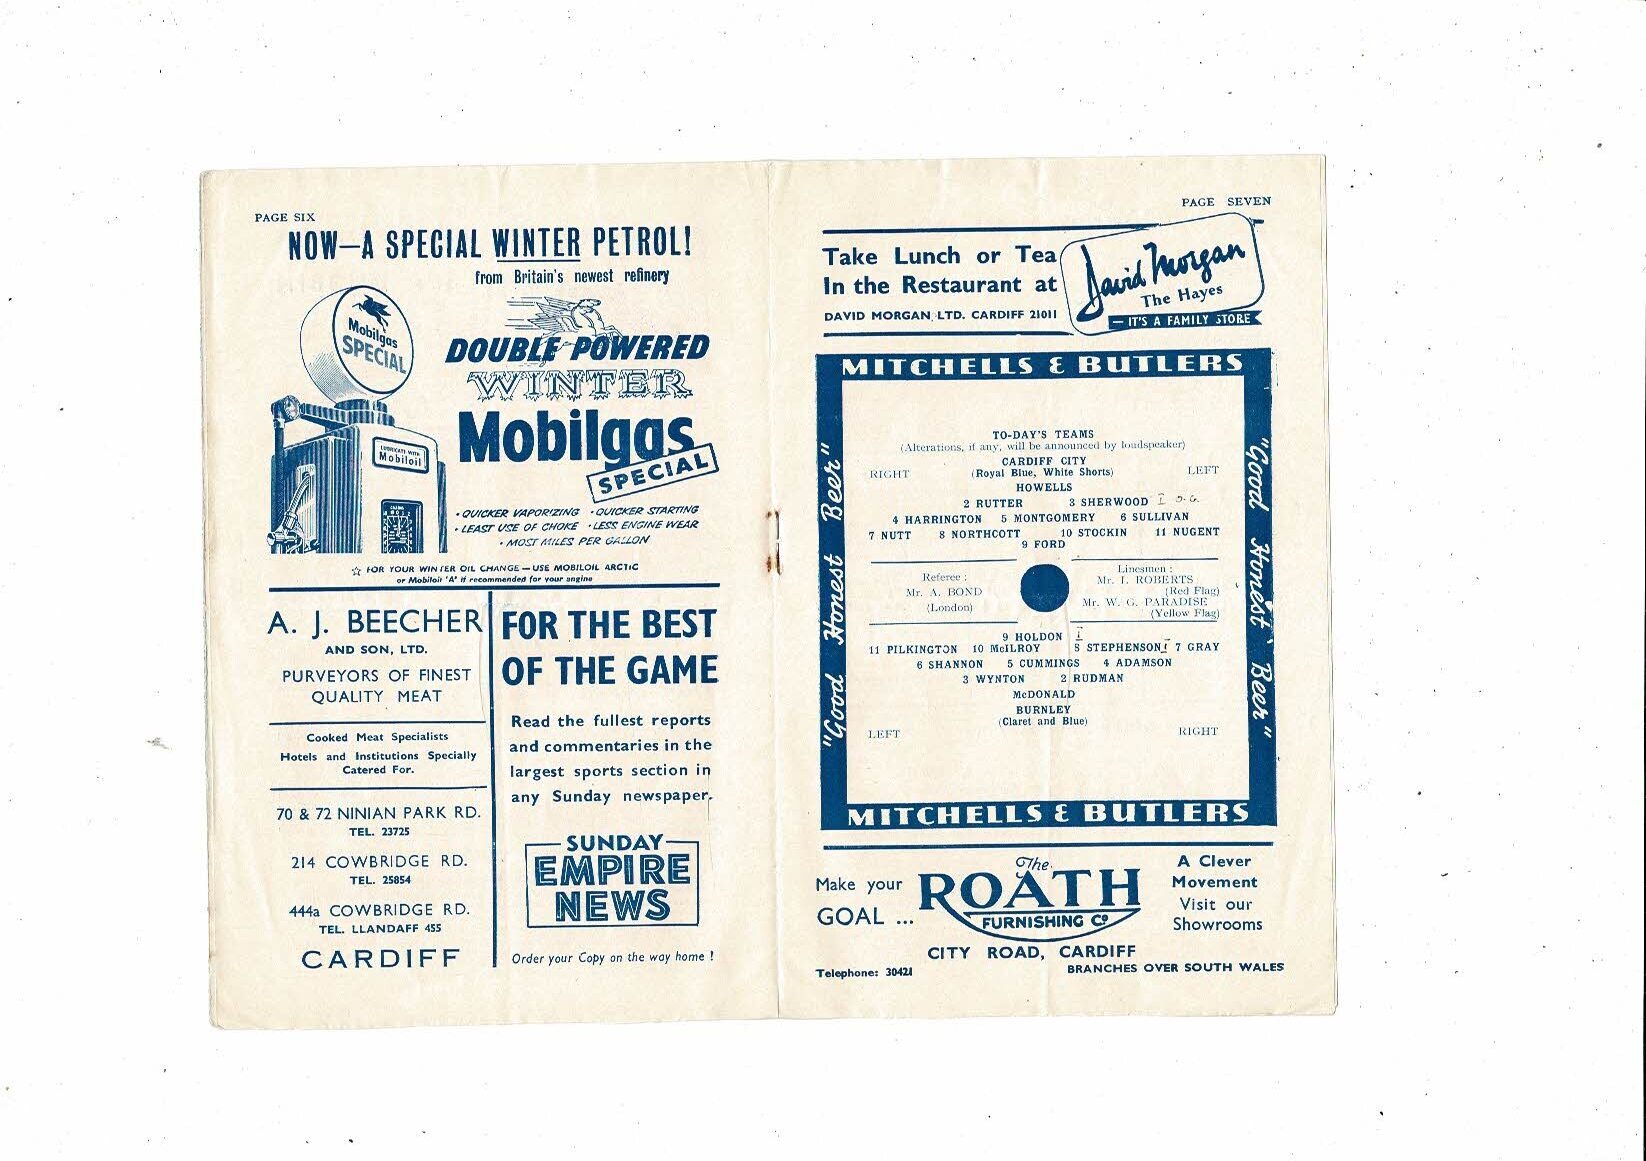 PAGE SIX
NOW—A SPECIAL WINTER PETROL!
from Britain's newest refinery
Mobilgas
SPECIAL
DOUBLE POWERED
WINTER
Mobilgas
SPECIAL
LUBRICATE WITH
Mobiloil
• QUICKER VAPORIZING • QUICKER STARTING
• LEAST USE OF CHOKE • LESS ENGINE WEAR
• MOST MILES PER GALLON
☆ FOR YOUR WINTER OIL CHANGE — USE MOBILOIL ARCTIC
or Mobiloil 'A' if recommended for your engine
A. J. BEECHER
AND SON, LTD.
PURVEYORS OF FINEST
QUALITY MEAT
Cooked Meat Specialists
Hotels and Institutions Specially
Catered For.
70 & 72 NINIAN PARK RD.
TEL. 23725
214 COWBRIDGE RD.
TEL. 25854
444a COWBRIDGE RD.
TEL. LLANDAFF 455
CARDIFF
FOR THE BEST
OF THE GAME
Read the fullest reports
and commentaries in the
largest sports section in
any Sunday newspaper.
SUNDAY
EMPIRE
NEWS
Order your Copy on the way home !
PAGE SEVEN
Take Lunch or Tea
In the Restaurant at
DAVID MORGAN, LTD. CARDIFF 21011
David Morgan
The Hayes
— IT'S A FAMILY STORE
MITCHELLS & BUTLERS
"Good Honest Beer"
"Good Honest Beer"
TO-DAY'S TEAMS
(Alterations, if any, will be announced by loudspeaker)
CARDIFF CITY
RIGHT (Royal Blue, White Shorts) LEFT
HOWELLS
2 RUTTER 3 SHERWOOD I O.G.
4 HARRINGTON 5 MONTGOMERY 6 SULLIVAN
7 NUTT 8 NORTHCOTT 10 STOCKIN 11 NUGENT
9 FORD
Referee :
Mr. A. BOND
(London)
Linesmen :
Mr. I. ROBERTS
(Red Flag)
Mr. W. G. PARADISE
(Yellow Flag)
9 HOLDON I
11 PILKINGTON 10 McILROY 8 STEPHENSON I 7 GRAY
6 SHANNON 5 CUMMINGS 4 ADAMSON
3 WYNTON 2 RUDMAN
McDONALD
BURNLEY
(Claret and Blue)
LEFT RIGHT
MITCHELLS & BUTLERS
Make your
GOAL ...
The
ROATH
FURNISHING Co
A Clever
Movement
Visit our
Showrooms
CITY ROAD, CARDIFF
Telephone: 30421 BRANCHES OVER SOUTH WALES